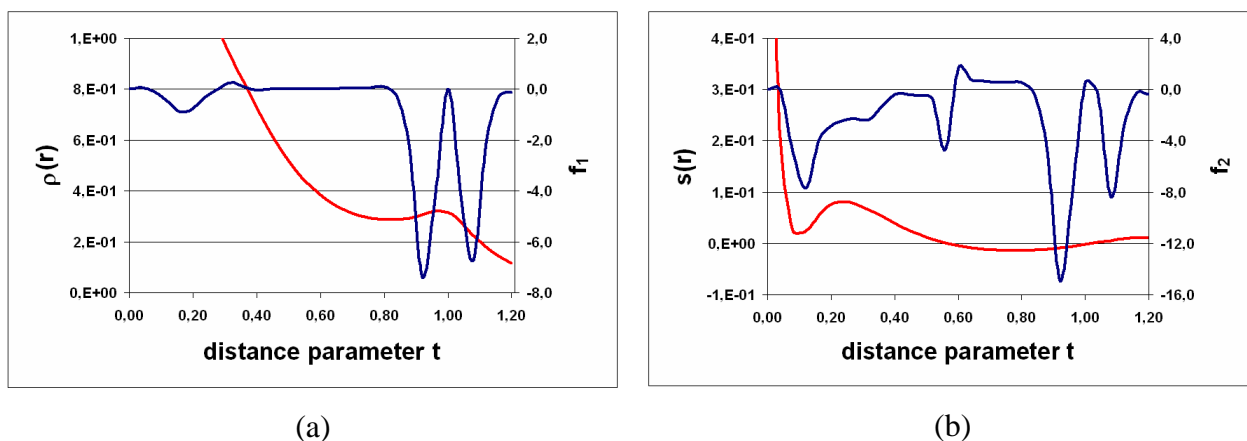 1.E+00
8.E-01
6.E-01
4.E-01
2.E-01
0.E+00
ρ(r)
2.0
0.0
-2.0
-4.0
-6.0
-8.0
f1
0,00 0,20 0,40 0,60 0,80 1,00 1,20
distance parameter t
(a)
4.E-01
3.E-01
2.E-01
1.E-01
0.E+00
-1.E-01
s(r)
4.0
0.0
-4.0
-8.0
-12.0
-16.0
f2
0,00 0,20 0,40 0,60 0,80 1,00 1,20
distance parameter t
(b)